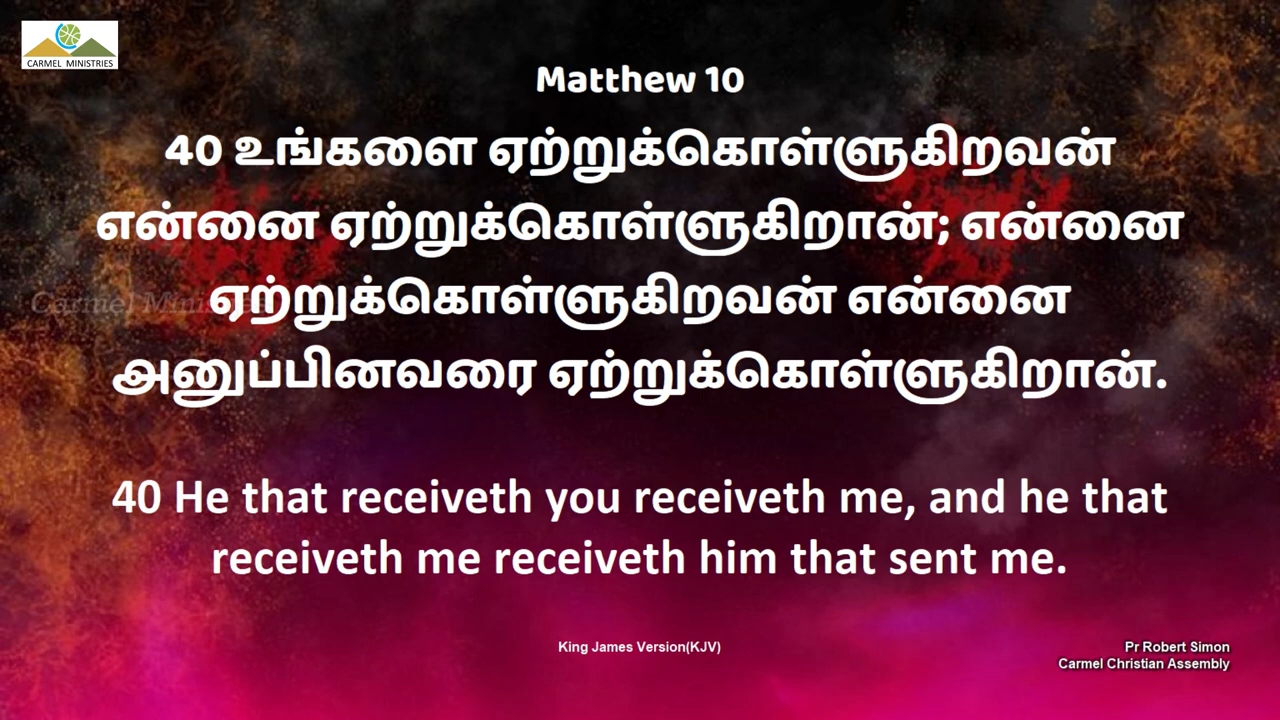 CARMEL MINISTRIES
Matthew 10
40 உங்களை ஏற்றுக்கொள்ளுகிறவன்
என்னை ஏற்றுக்கொள்ளுகிறான்; என்னை
Carmel Ministries
ஏற்றுக்கொள்ளுகிறவன் என்னை
அனுப்பினவரை ஏற்றுக்கொள்ளுகிறான்.
40 He that receiveth you receiveth me, and he that
receiveth me receiveth him that sent me.
King James Version(KJV)
Pr Robert Simon
Carmel Christian Assembly